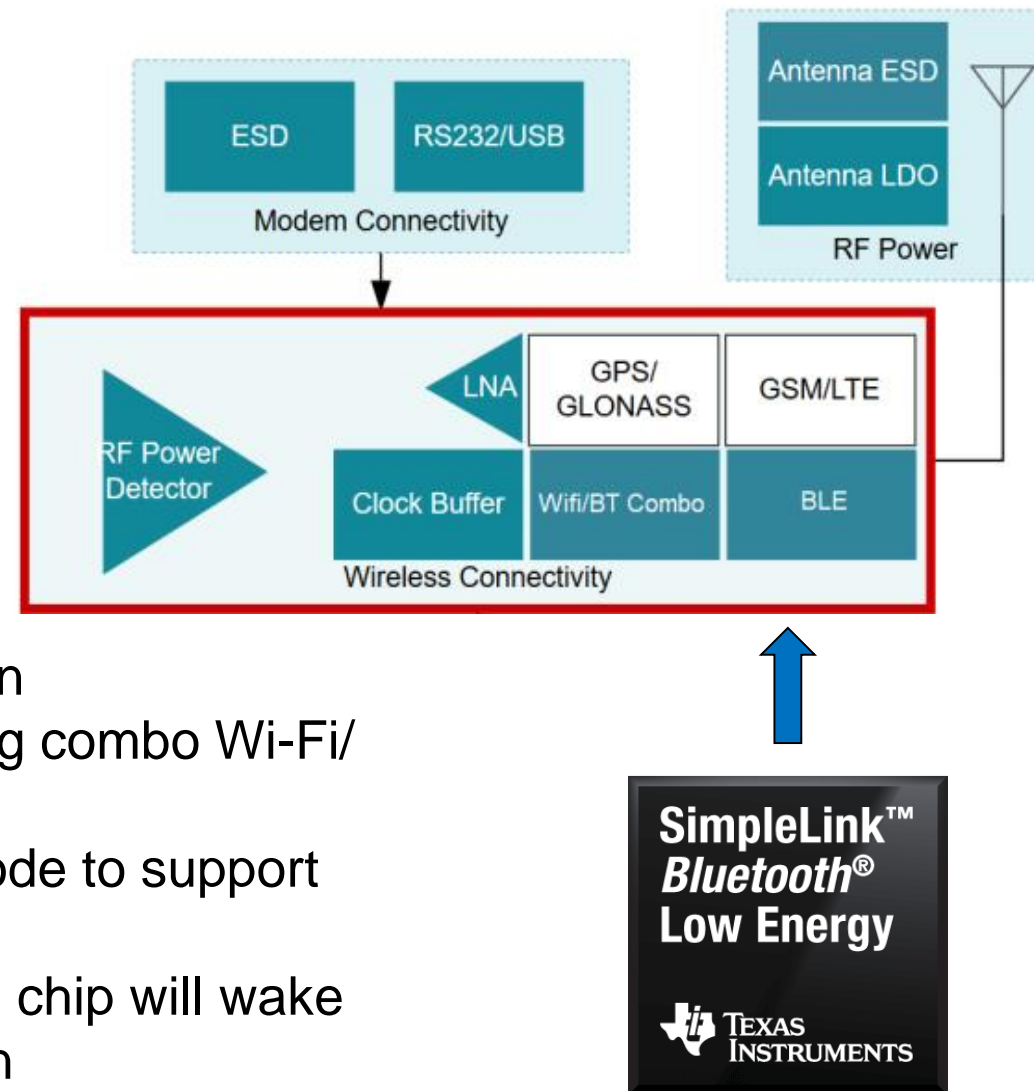 Antenna ESD
Antenna LDO
RF Power
ESD
RS232/USB
Modem Connectivity
RF Power
Detector
LNA
GPS/
GLONASS
GSM/LTE
Clock Buffer
Wifi/BT Combo
BLE
Wireless Connectivity
n
g combo Wi-Fi/
ode to support
chip will wake
n
SimpleLink™
Bluetooth®
Low Energy
TEXAS
INSTRUMENTS